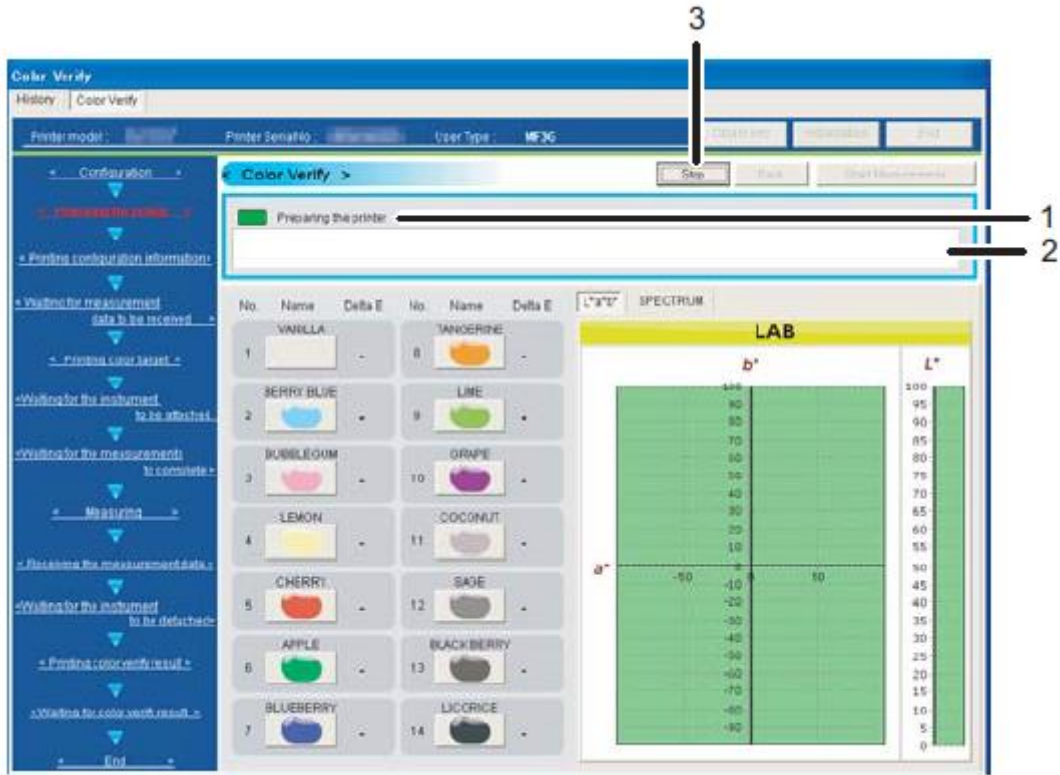 3
Color Verify
History Color Verify
Printer model : Printer SerialNo : User Type : MF3G End
< Configuration >
< Color Verify > Stop Back Start Measurement
Preparing the printer
1
2
< Printing configuration information>
< Waiting for measurement
data to be received >
< Printing color target >
<Waiting for the instrument
to be attached
<Waiting for the measurements
to complete >
< Measuring >
< Receiving the measurement data >
<Waiting for the instrument
to be detached>
< Printing color verify result >
<Waiting for color verify result >
< End >
No. Name Delta E No. Name Delta E
VANILLA TANGERINE
1 - 8 -
BERRY BLUE LIME
2 - 9 -
BUBBLEGUM GRAPE
3 - 10 -
LEMON COCONUT
4 - 11 -
CHERRY SAGE
5 - 12 -
APPLE BLACKBERRY
6 - 13 -
BLUEBERRY LICORICE
7 - 14 -
L*a*b* SPECTRUM
LAB
b* L*
100
90
80
70
60
50
40
30
20
10
a* -50 0 50
-10
-20
-30
-40
-50
-60
-70
-80
-90
100
95
90
85
80
75
70
65
60
55
50
45
40
35
30
25
20
15
10
5
0